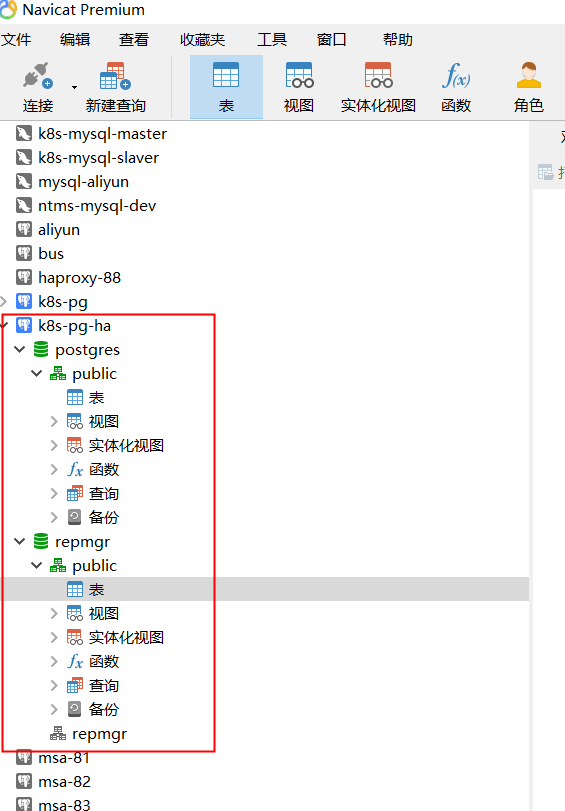 Navicat Premium
文件 编辑 查看 收藏夹 工具 窗口 帮助
连接 新建查询 表 视图 实体化视图 函数 角色
k8s-mysql-master
k8s-mysql-slaver
mysql-aliyun
ntms-mysql-dev
aliyun
bus
haproxy-88
k8s-pg
k8s-pg-ha
postgres
public
表
视图
实体化视图
函数
查询
备份
repmgr
public
表
视图
实体化视图
函数
查询
备份
repmgr
msa-81
msa-82
msa-83